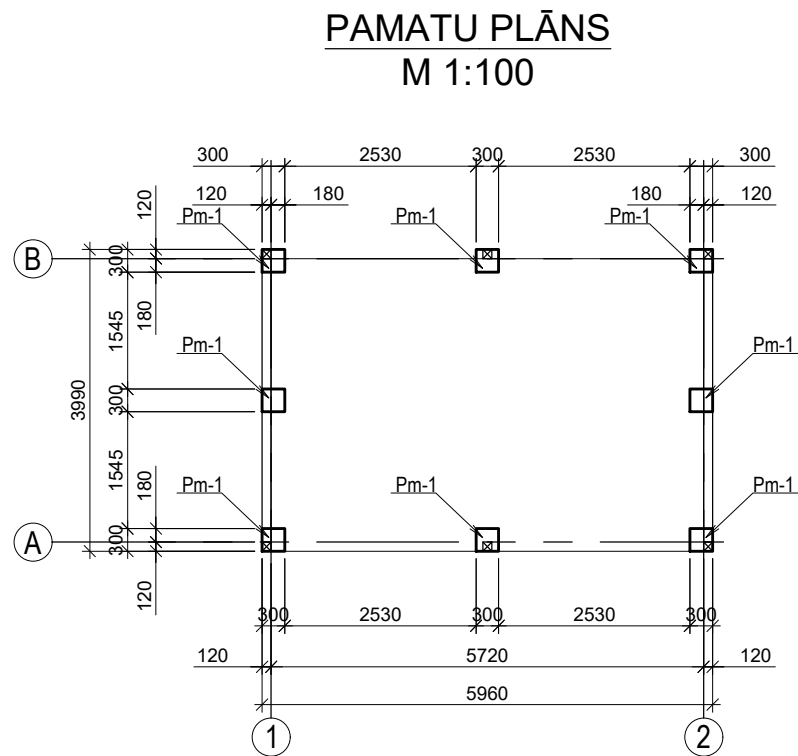 PAMATU PLĀNS
M 1:100
300 2530 300 2530 300
120 180 180 120
Pm-1 Pm-1 Pm-1
120
B
300
180
1545
Pm-1 Pm-1
3990
300
1545
180
Pm-1 Pm-1 Pm-1
A
300
120
300 2530 300 2530 300
120 5720 120
5960
1 2